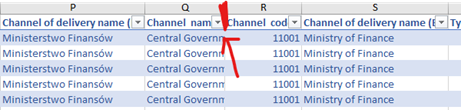 P Q R S
Channel of delivery name ( Channel nam Channel cod Channel of delivery name (E Ty
Ministerstwo Finansów Central Governm 11001 Ministry of Finance
Ministerstwo Finansów Central Governm 11001 Ministry of Finance
Ministerstwo Finansów Central Governm 11001 Ministry of Finance
Ministerstwo Finansów Central Governm 11001 Ministry of Finance
Ministerstwo Finansów Central Governm 11001 Ministry of Finance